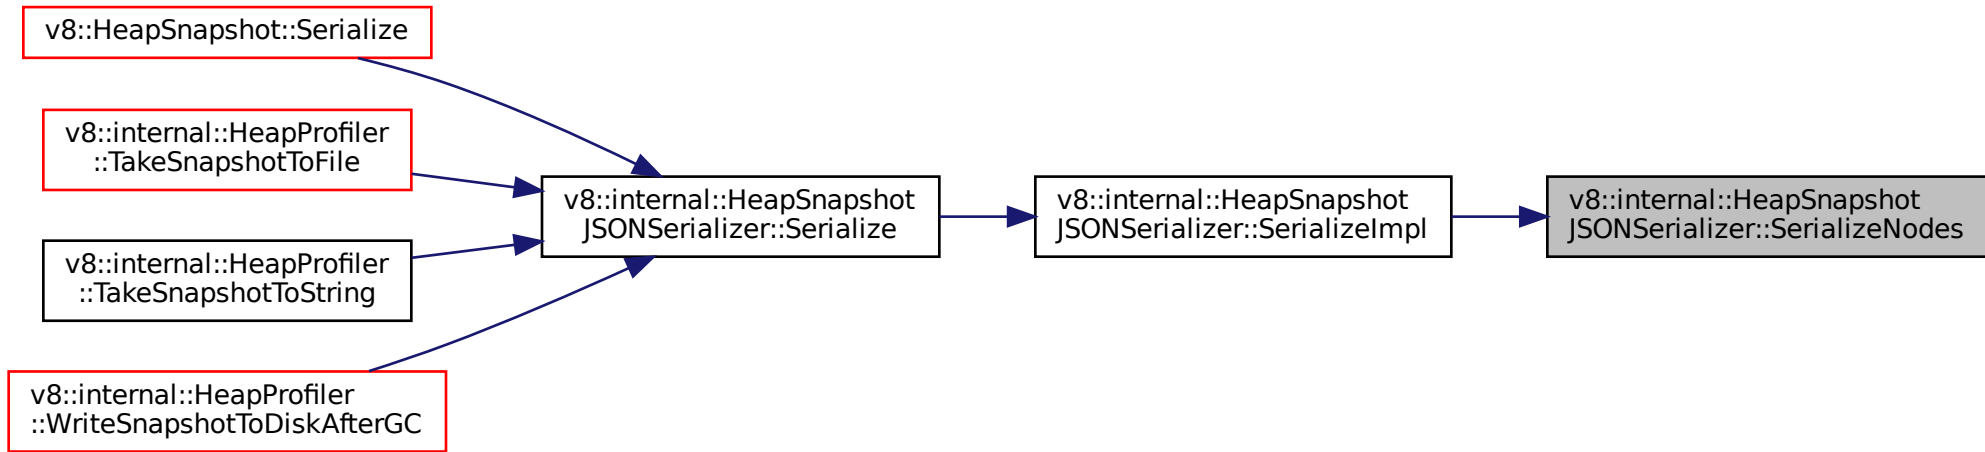 v8::HeapSnapshot::Serialize
v8::internal::HeapProfiler
::TakeSnapshotToFile
v8::internal::HeapProfiler
::TakeSnapshotToString
v8::internal::HeapProfiler
::WriteSnapshotToDiskAfterGC
v8::internal::HeapSnapshot
JSONSerializer::Serialize
v8::internal::HeapSnapshot
JSONSerializer::SerializeImpl
v8::internal::HeapSnapshot
JSONSerializer::SerializeNodes